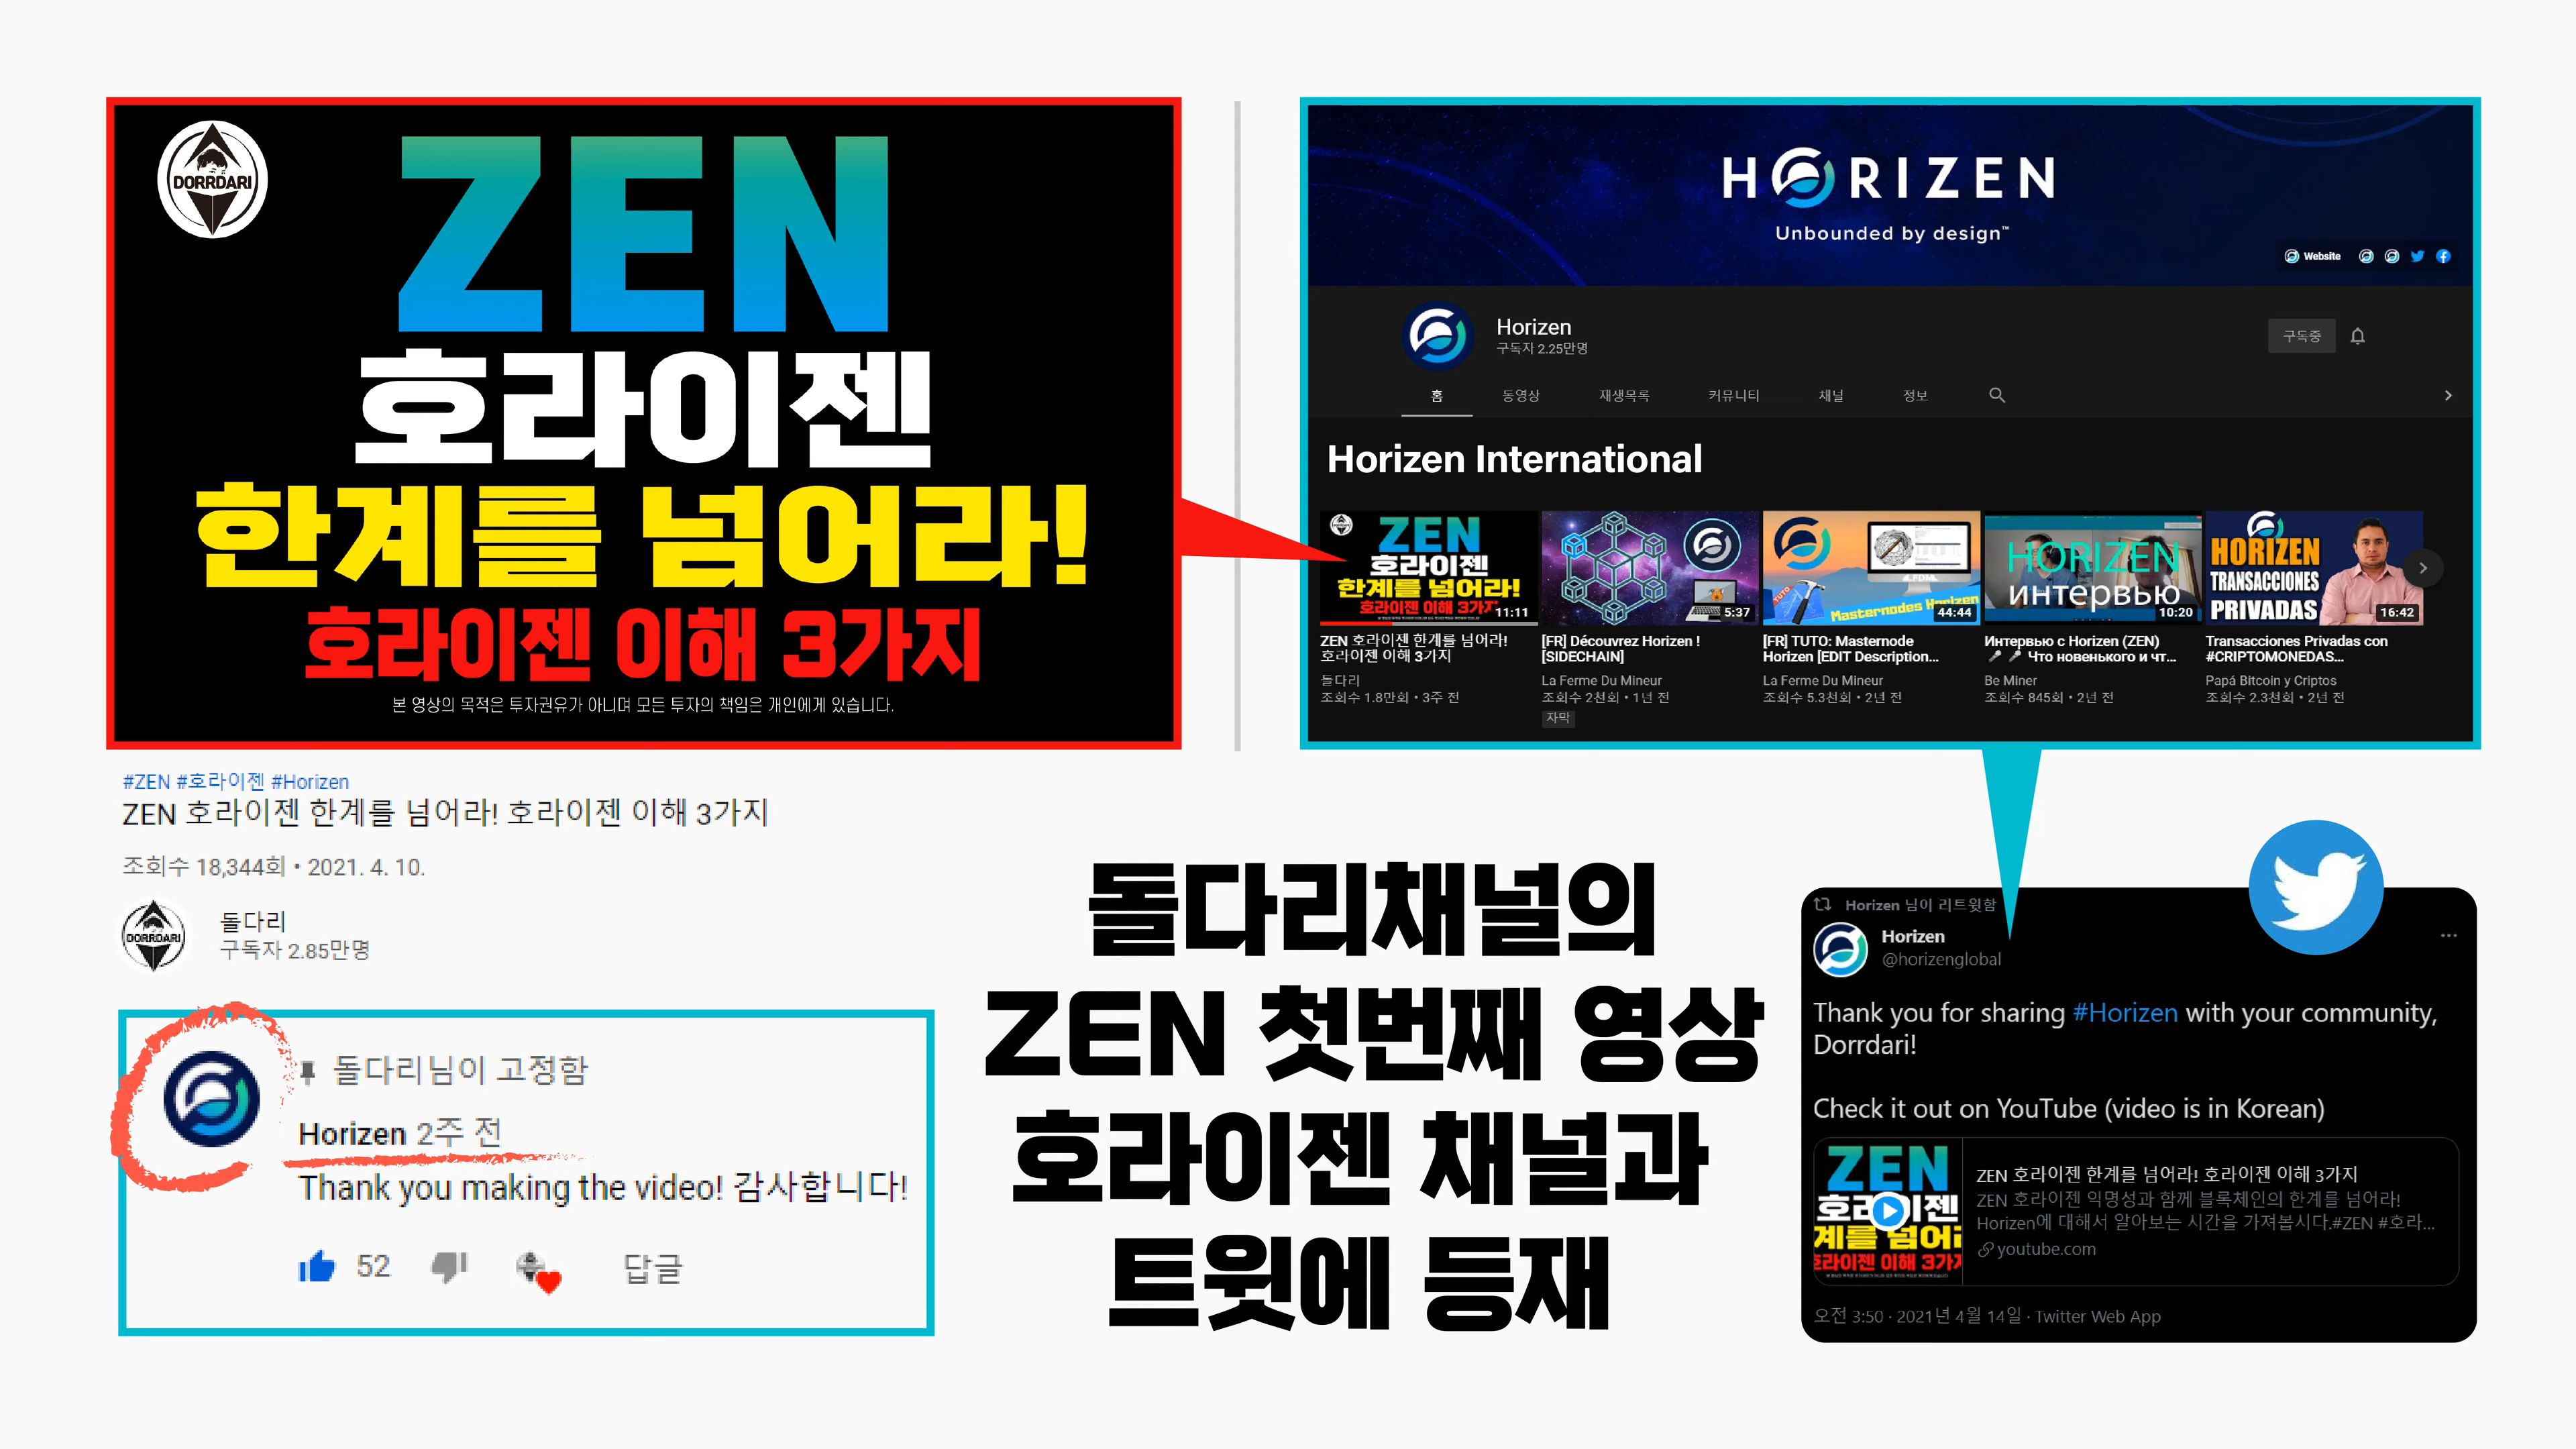 DORRDARI
ZEN
호라이젠
한계를 넘어라!
호라이젠 이해 3가지
본 영상의 목적은 투자권유가 아니며 모든 투자의 책임은 개인에게 있습니다.
#ZEN #호라이젠 #Horizen
ZEN 호라이젠 한계를 넘어라! 호라이젠 이해 3가지
조회수 18,344회 • 2021. 4. 10.
DORRDARI
돌다리
구독자 2.85만명
돌다리님이 고정함
Horizen 2주 전
Thank you making the video! 감사합니다!
52 답글
HORIZEN
Unbounded by design™
Website
Horizen
구독자 2.25만명
구독중
홈 동영상 재생목록 커뮤니티 채널 정보
Horizen International
ZEN
호라이젠
한계를 넘어라!
호라이젠 이해 3가지
11:11
ZEN 호라이젠 한계를 넘어라!
호라이젠 이해 3가지
돌다리
조회수 1.8만회 • 3주 전
5:37
[FR] Découvrez Horizen !
[SIDECHAIN]
La Ferme Du Mineur
조회수 2천회 • 1년 전
자막
LFDM
TUTO
Masternodes Horizen
44:44
[FR] TUTO: Masternode
Horizen [EDIT Description...
La Ferme Du Mineur
조회수 5.3천회 • 2년 전
HORIZEN
интервью
10:20
Интервью с Horizen (ZEN)
🎤 🎤 Что новенького и чт...
Be Miner
조회수 845회 • 2년 전
HORIZEN
TRANSACCIONES
PRIVADAS
16:42
Transacciones Privadas con
#CRIPTOMONEDAS...
Papá Bitcoin y Criptos
조회수 2.3천회 • 2년 전
돌다리채널의
ZEN 첫번째 영상
호라이젠 채널과
트윗에 등재
Horizen 님이 리트윗함
Horizen
@horizenglobal
Thank you for sharing #Horizen with your community,
Dorrdari!
Check it out on YouTube (video is in Korean)
ZEN
호라이젠
계를 넘어
호라이젠 이해 3가지
ZEN 호라이젠 한계를 넘어라! 호라이젠 이해 3가지
ZEN 호라이젠 익명성과 함께 블록체인의 한계를 넘어라!
Horizen에 대해서 알아보는 시간을 가져봅시다.#ZEN #호라...
youtube.com
오전 3:50 · 2021년 4월 14일 · Twitter Web App